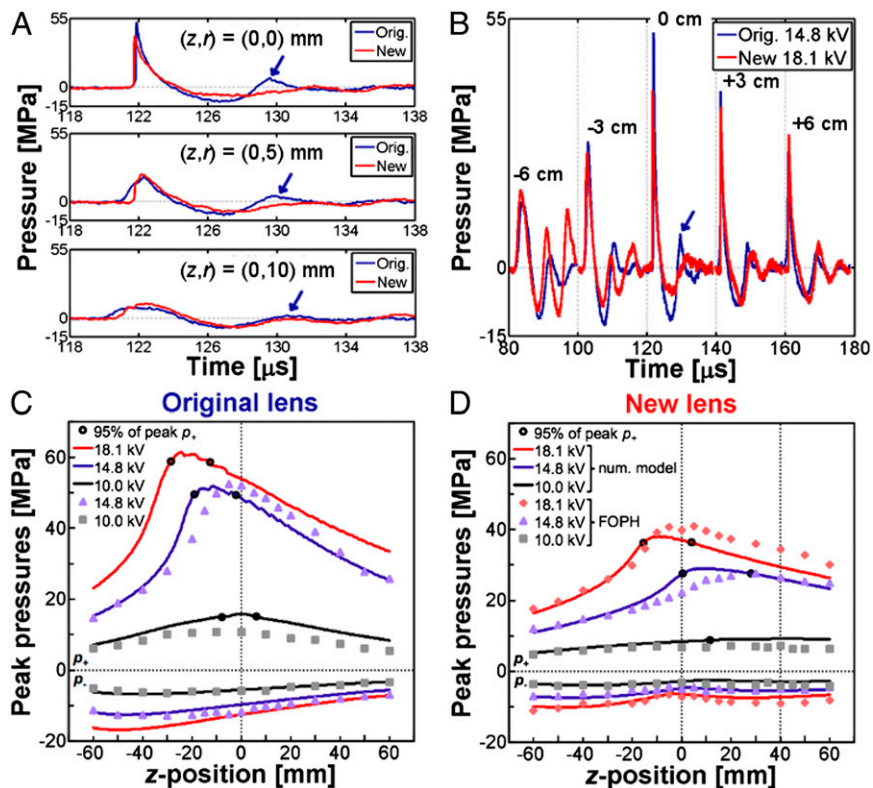 A
(z,r) = (0,0) mm
Orig.
New
55
0
-15
118 122 126 130 134 138
(z,r) = (0,5) mm
Orig.
New
55
0
-15
118 122 126 130 134 138
(z,r) = (0,10) mm
Orig.
New
55
0
-15
118 122 126 130 134 138
Pressure [MPa]
Time [μs]
B
0 cm
Orig. 14.8 kV
New 18.1 kV
+3 cm
-3 cm
+6 cm
-6 cm
55
0
-15
80 100 120 140 160 180
Pressure [MPa]
Time [μs]
C
Original lens
95% of peak p+
18.1 kV
14.8 kV
10.0 kV
14.8 kV
10.0 kV
60
40
20
0
-20
p+
p-
-60 -40 -20 0 20 40 60
Peak pressures [MPa]
z-position [mm]
D
New lens
95% of peak p+
18.1 kV
14.8 kV
10.0 kV
num. model
18.1 kV
14.8 kV
10.0 kV
FOPH
60
40
20
0
-20
p+
p-
-60 -40 -20 0 20 40 60
Peak pressures [MPa]
z-position [mm]